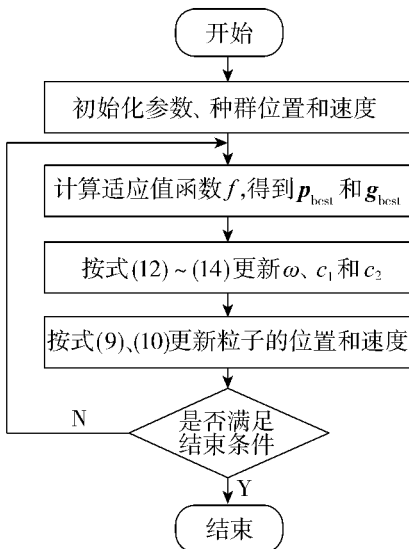 开始
初始化参数、种群位置和速度
计算适应值函数f,得到p_best和g_best
按式(12)~(14)更新ω、c₁和c₂
按式(9)、(10)更新粒子的位置和速度
是否满足
结束条件
N
Y
结束